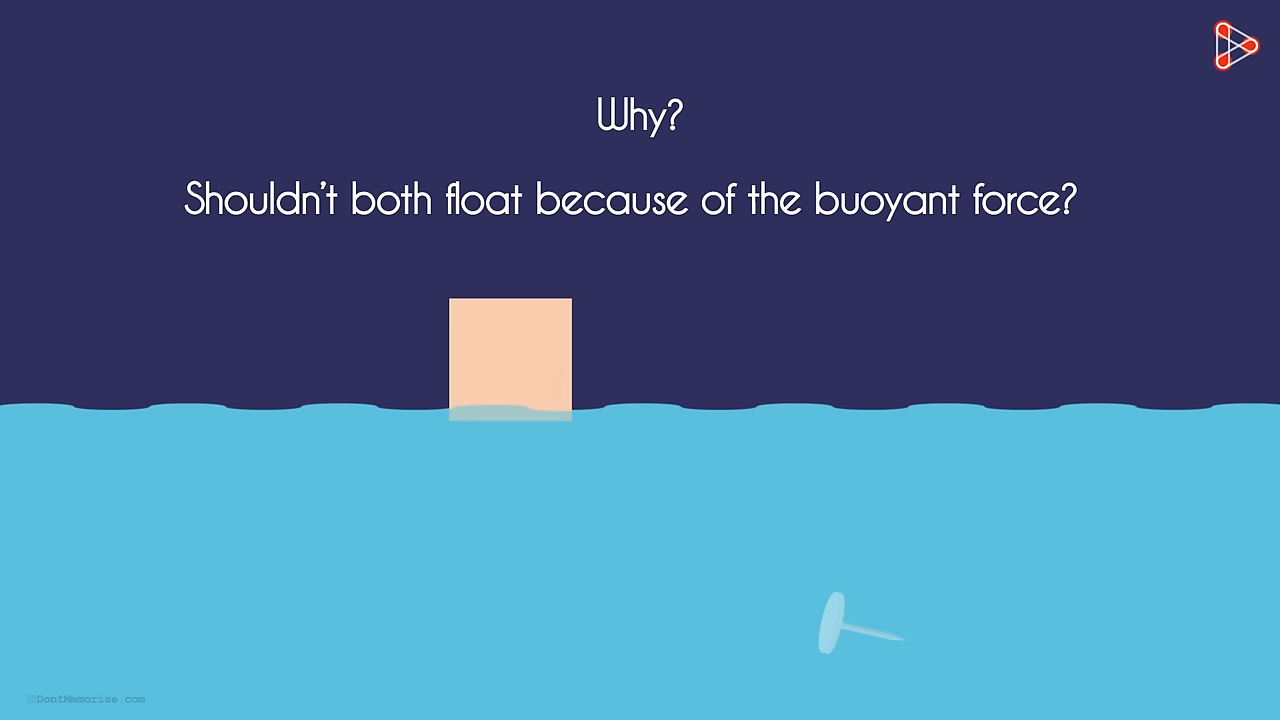 Why?
Shouldn't both float because of the buoyant force?
©DontMemorise.com